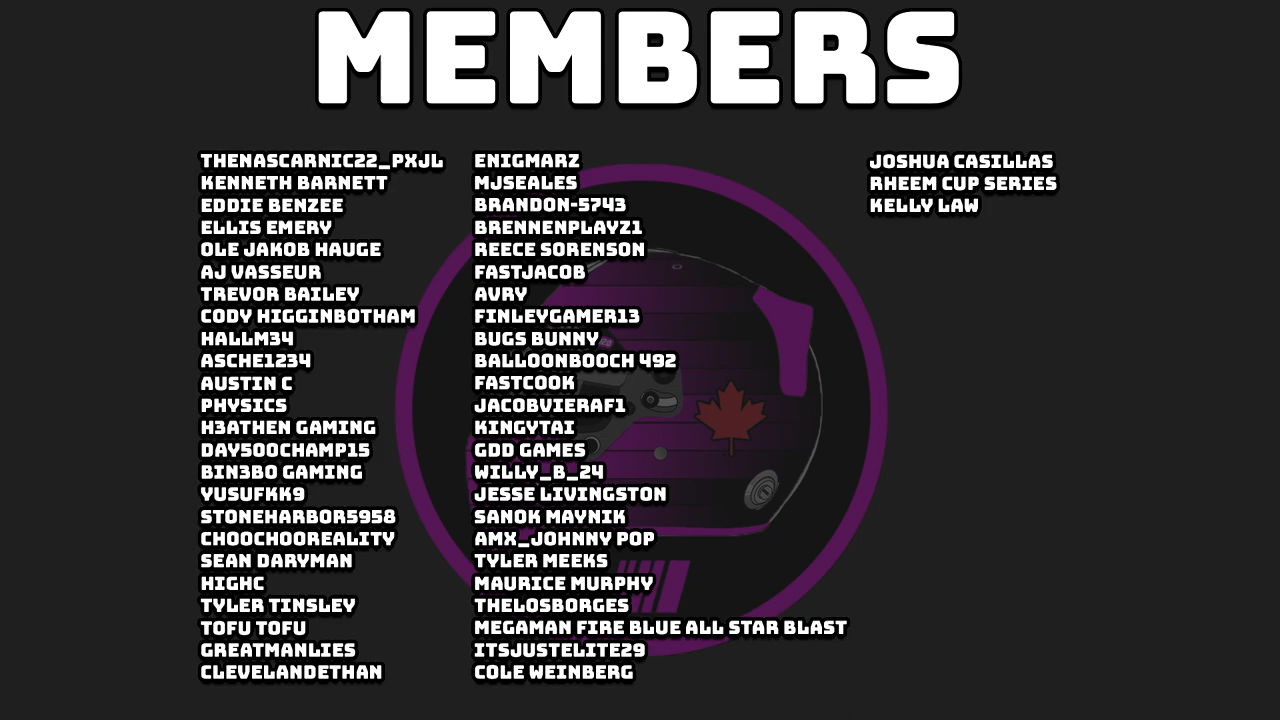 MEMBERS
THENASCARNIC22_PXJL
KENNETH BARNETT
EDDIE BENZEE
ELLIS EMERY
OLE JAKOB HAUGE
AJ VASSEUR
TREVOR BAILEY
CODY HIGGINBOTHAM
HALLM34
ASCHE1234
AUSTIN C
PHYSICS
H3ATHEN GAMING
DAY500CHAMP15
BIN3BO GAMING
YUSUFKK9
STONEHARBOR5958
CHOOCHOOREALITY
SEAN DARYMAN
HIGHC
TYLER TINSLEY
TOFU TOFU
GREATMANLIES
CLEVELANDETHAN
ENIGMARZ
MJSEALES
BRANDON-5743
BRENNENPLAYZ1
REECE SORENSON
FASTJACOB
AVRY
FINLEYGAMER13
BUGS BUNNY
BALLOONBOOCH 492
FASTCOOK
JACOBVIERAF1
KINGYTAI
GDD GAMES
WILLY_B_24
JESSE LIVINGSTON
SANOK MAYNIK
AMX_JOHNNY POP
TYLER MEEKS
MAURICE MURPHY
THELOSBORGES
MEGAMAN FIRE BLUE ALL STAR BLAST
ITSJUSTELITE29
COLE WEINBERG
JOSHUA CASILLAS
RHEEM CUP SERIES
KELLY LAW